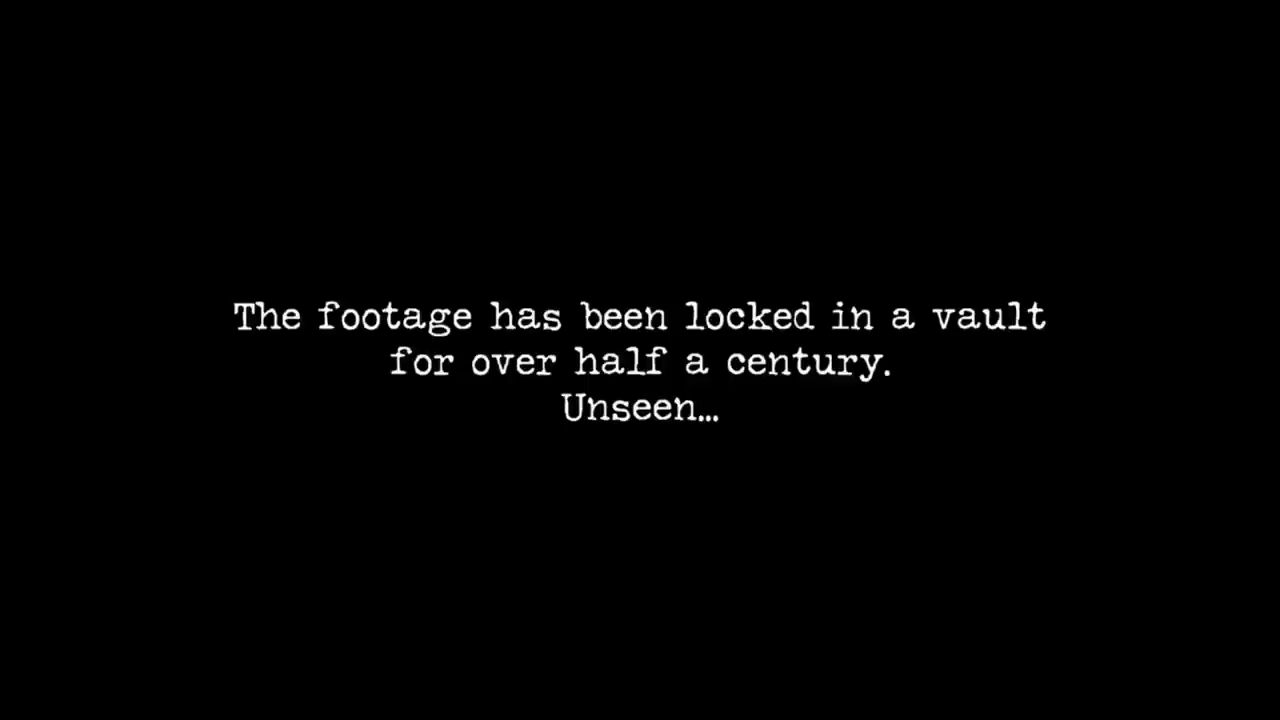 The footage has been locked in a vault
for over half a century.
Unseen…